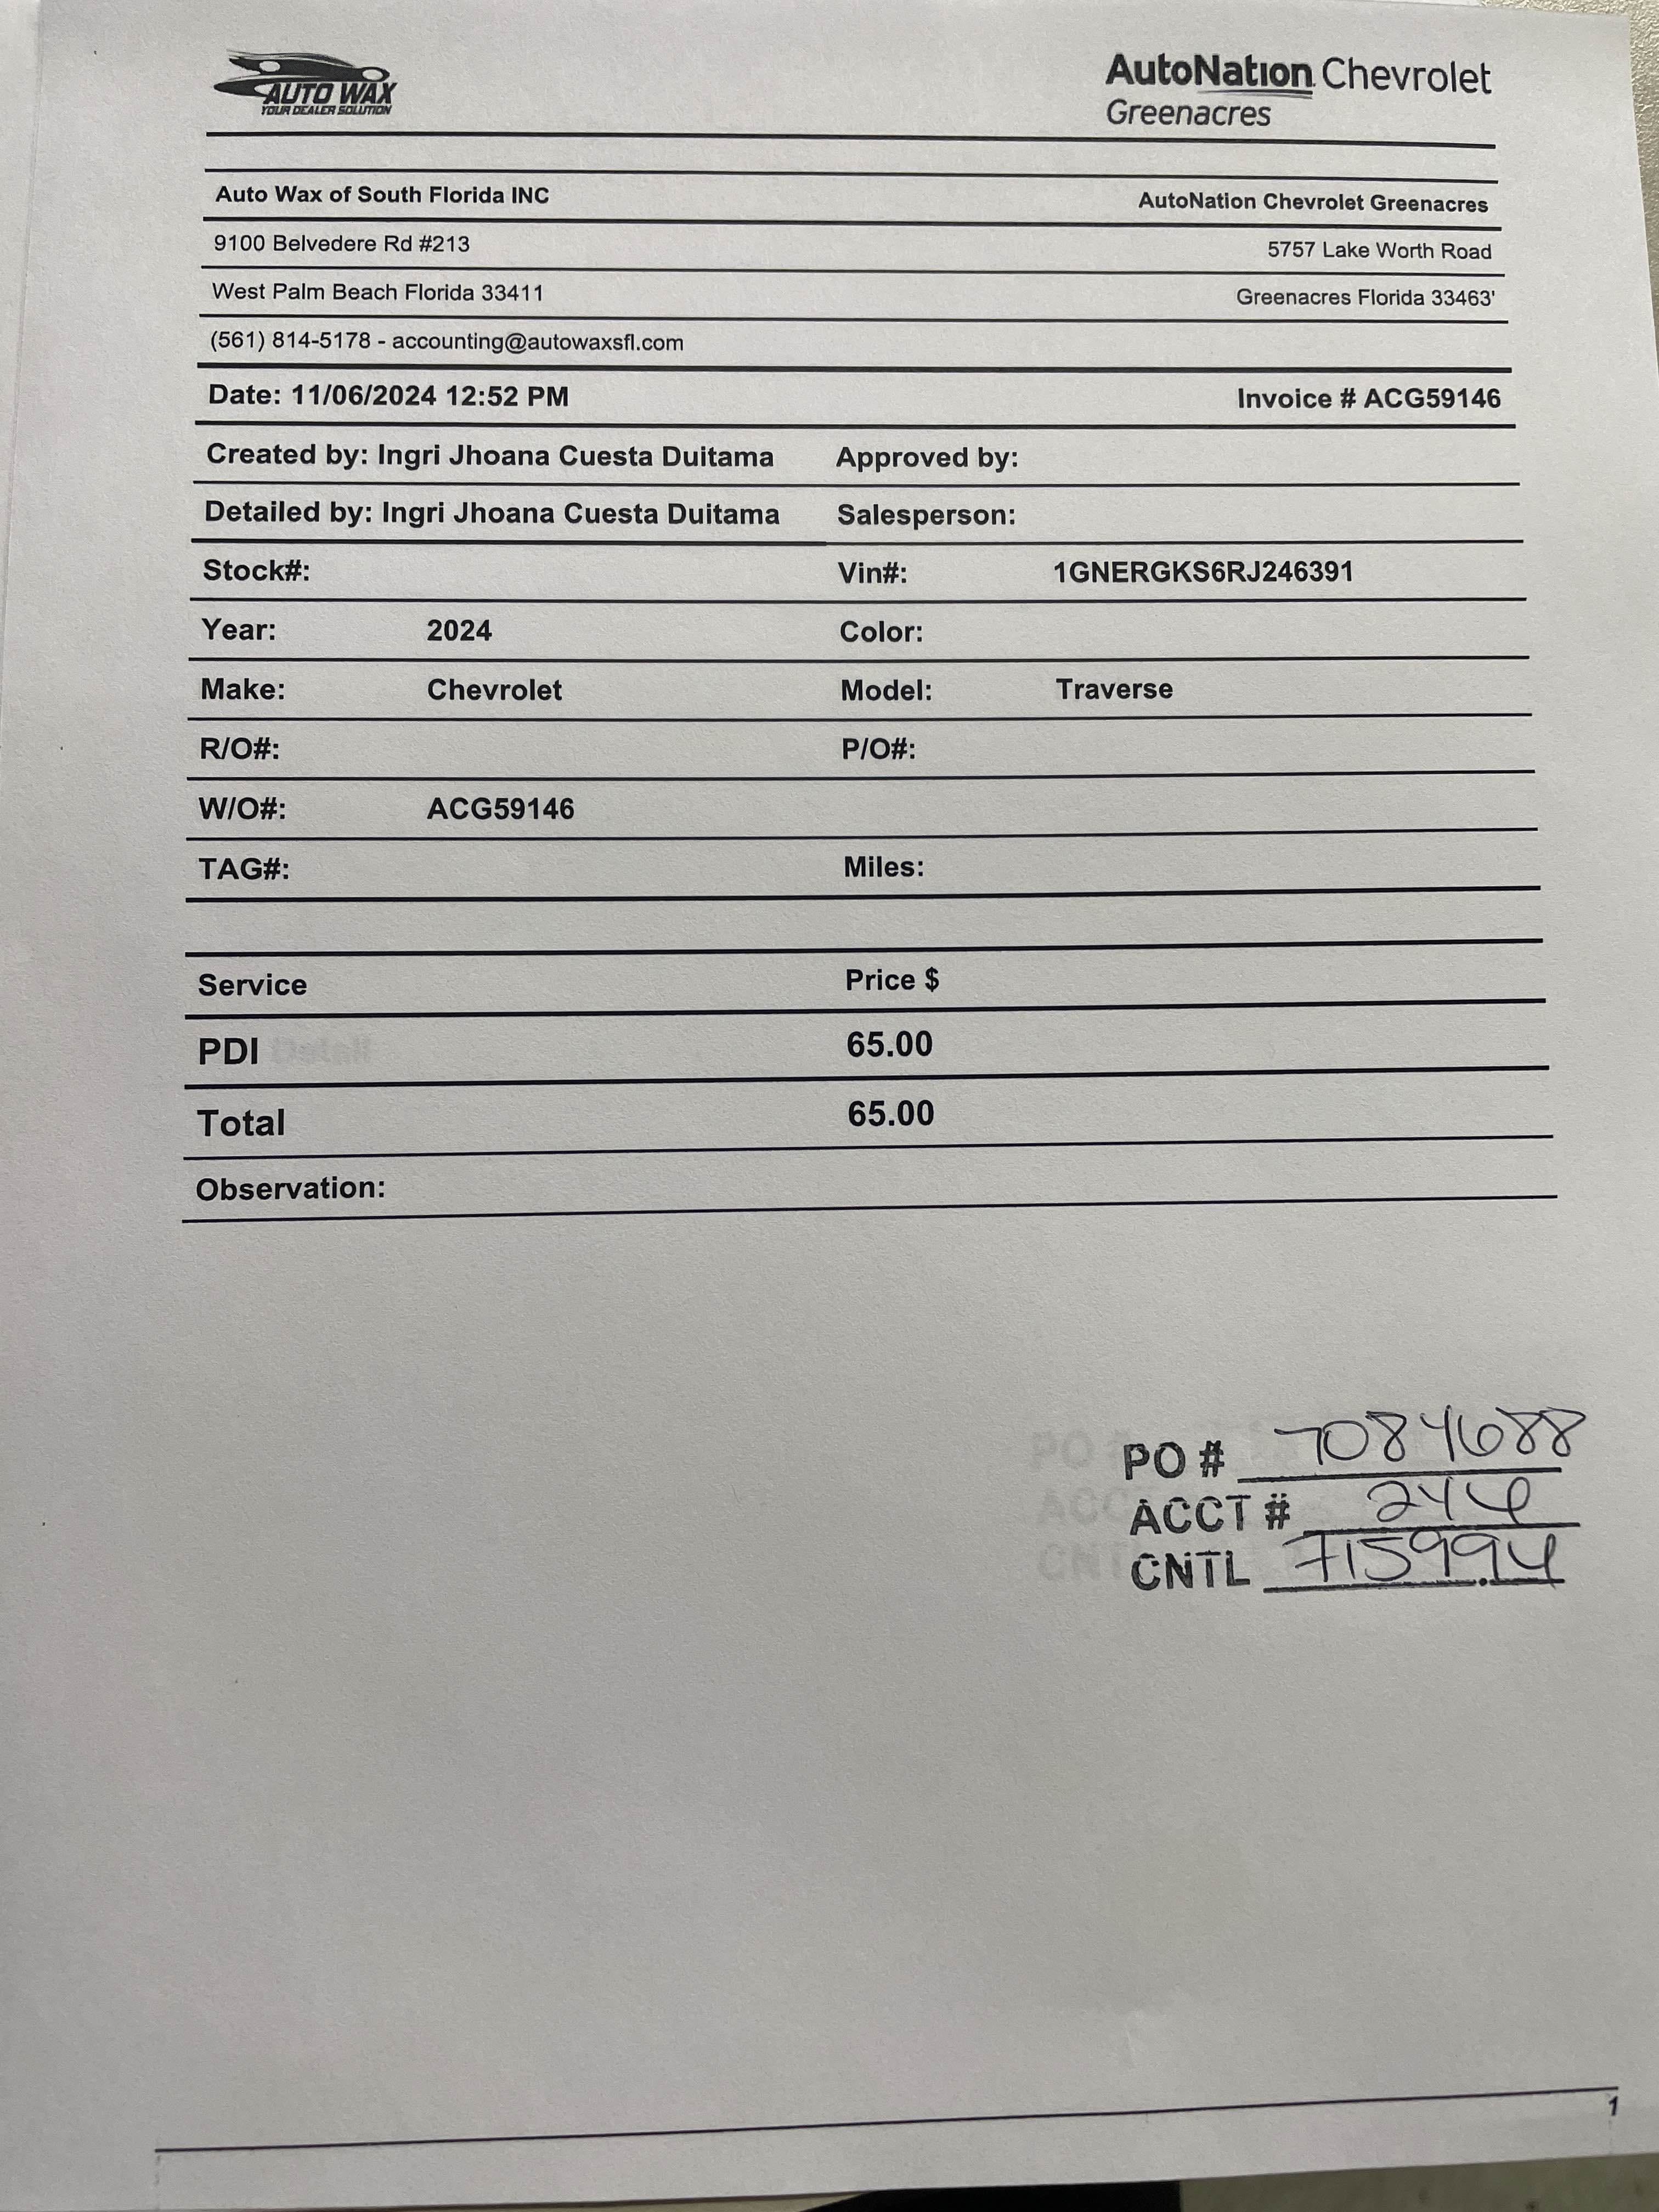 AUTO WAX
YOUR DEALER SOLUTION
AutoNation Chevrolet
Greenacres
Auto Wax of South Florida INC
AutoNation Chevrolet Greenacres
9100 Belvedere Rd #213
5757 Lake Worth Road
West Palm Beach Florida 33411
Greenacres Florida 33463'
(561) 814-5178 - accounting@autowaxsfl.com
Date: 11/06/2024 12:52 PM Invoice # ACG59146
Created by: Ingri Jhoana Cuesta Duitama Approved by:
Detailed by: Ingri Jhoana Cuesta Duitama Salesperson:
Stock#: Vin#: 1GNERGKS6RJ246391
Year: 2024 Color:
Make: Chevrolet Model: Traverse
R/O#: P/O#:
W/O#: ACG59146
TAG#: Miles:
Service Price $
PDI 65.00
Total 65.00
Observation:
PO # 7084688
ACCT #
CNTL 715994
1